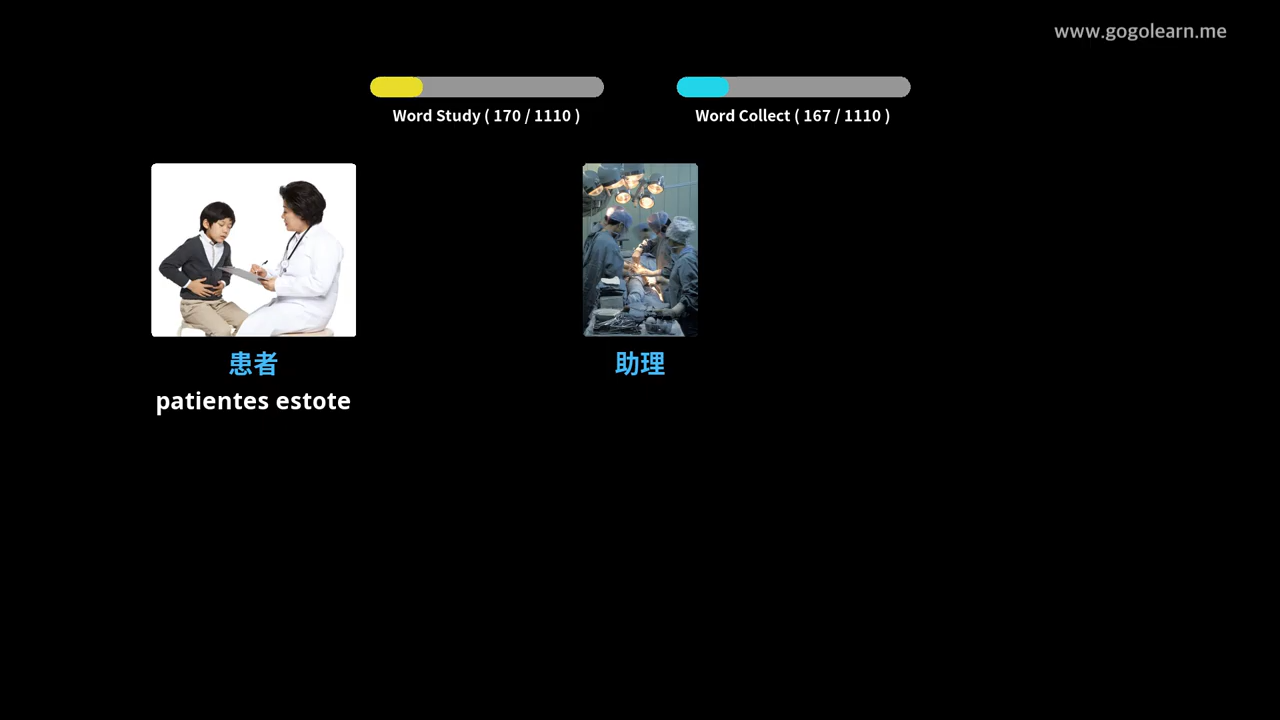 www.gogolearn.me
Word Study ( 170 / 1110 )
Word Collect ( 167 / 1110 )
患者
助理
patientes estote